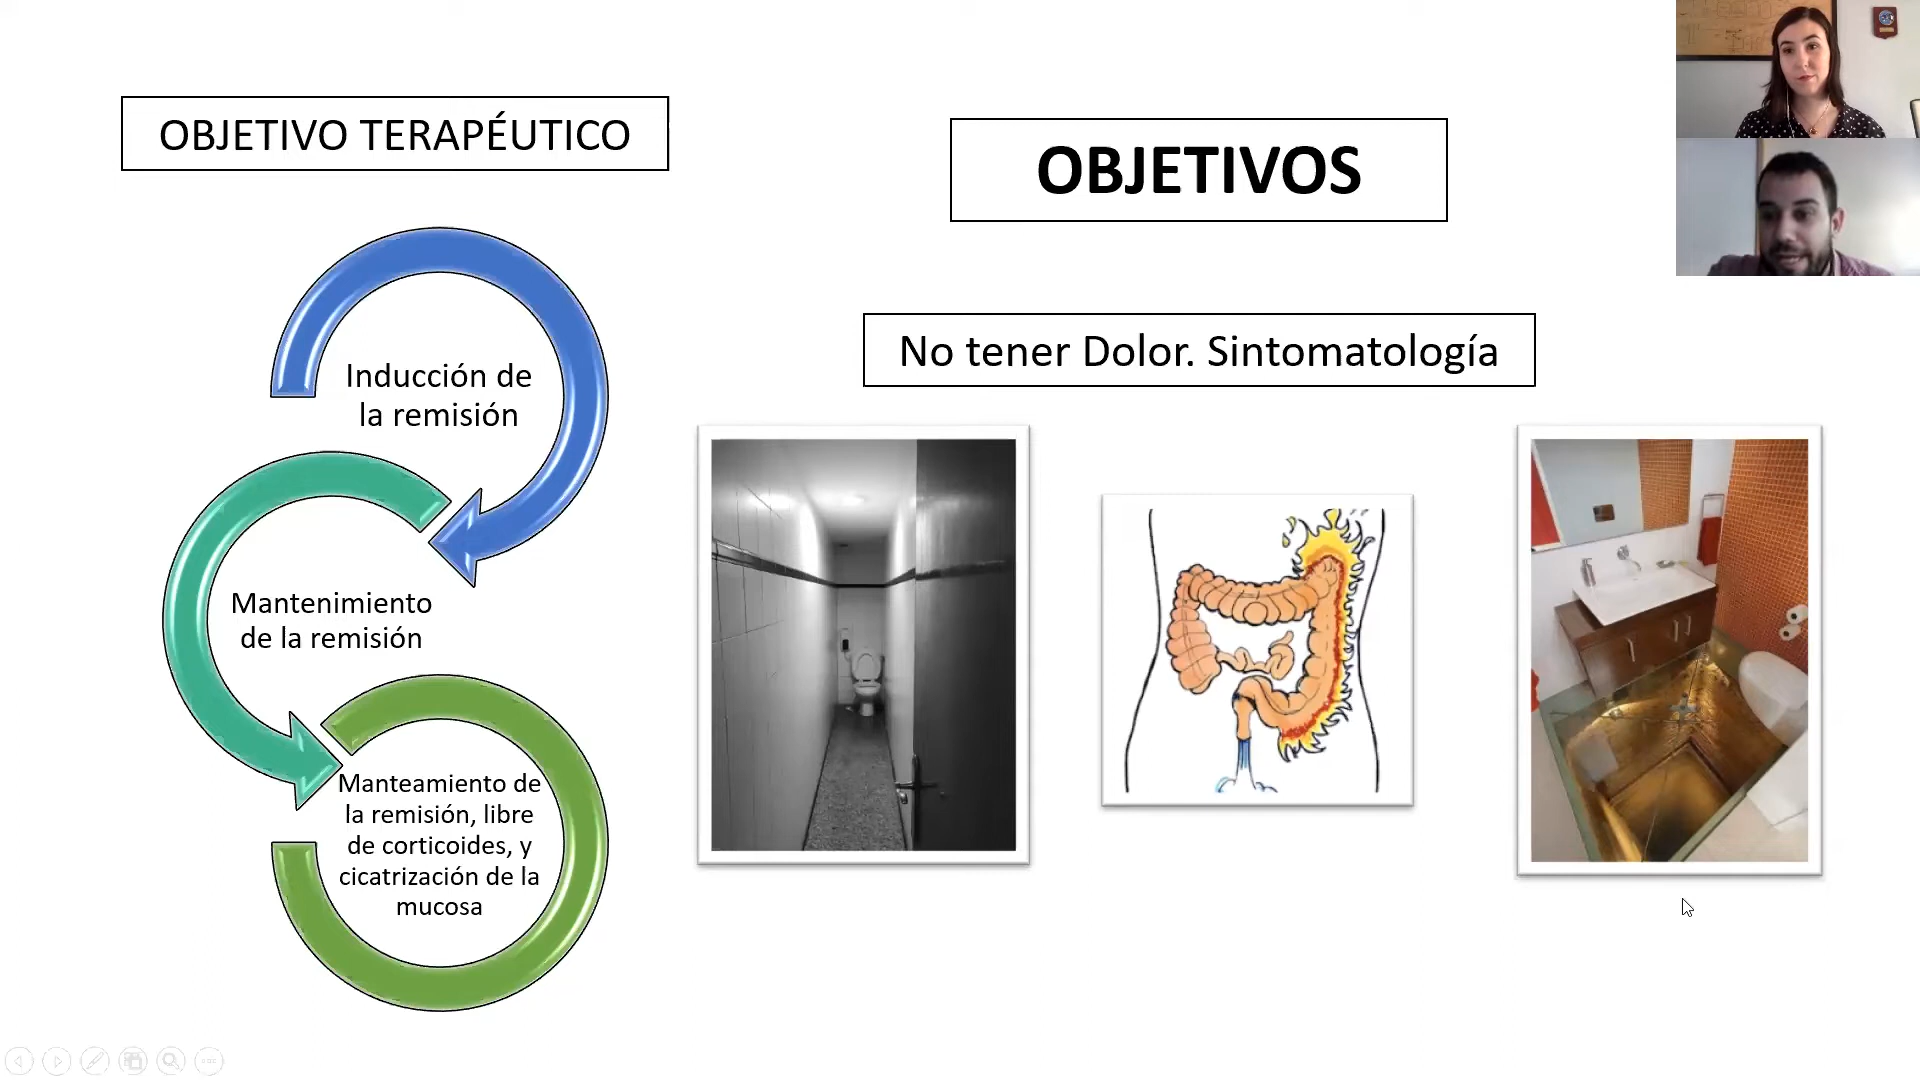 OBJETIVO TERAPÉUTICO
Inducción de
la remisión
Mantenimiento
de la remisión
Manteamiento de
la remisión, libre
de corticoides, y
cicatrización de la
mucosa
OBJETIVOS
No tener Dolor. Sintomatología